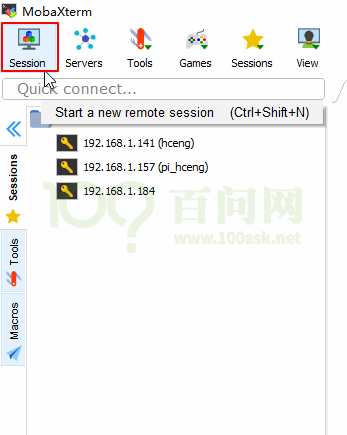 MobaXterm
Session Servers Tools Games Sessions View
Quick connect...
Start a new remote session (Ctrl+Shift+N)
192.168.1.141 (hceng)
192.168.1.157 (pi_hceng)
192.168.1.184
Sessions
Tools
Macros
100?
百问网
www.100ask.net